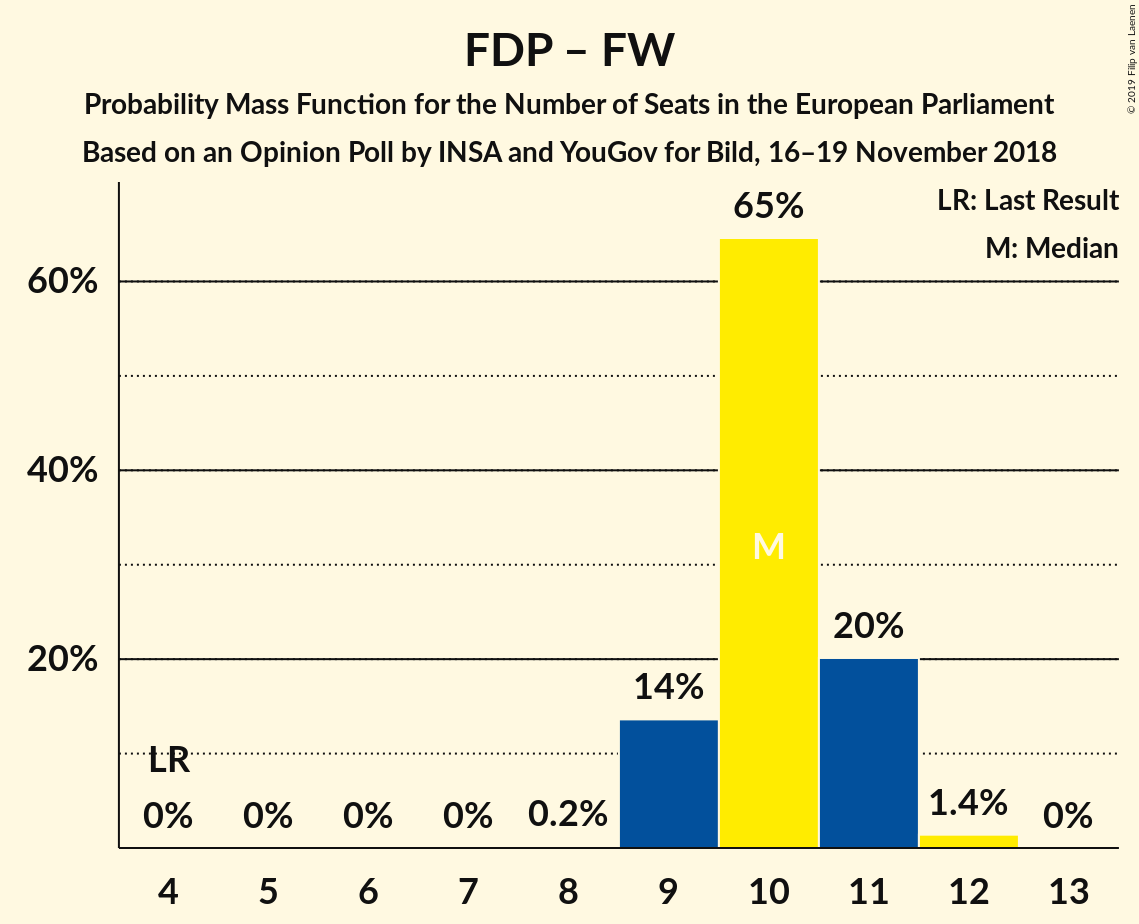 FDP – FW
Probability Mass Function for the Number of Seats in the European Parliament
Based on an Opinion Poll by INSA and YouGov for Bild, 16–19 November 2018
© 2019 Filip van Laenen
LR: Last Result
M: Median
65%
60%
40%
M
20%
20%
14%
LR
0% 0% 0% 0% 0.2% 1.4% 0%
4 5 6 7 8 9 10 11 12 13